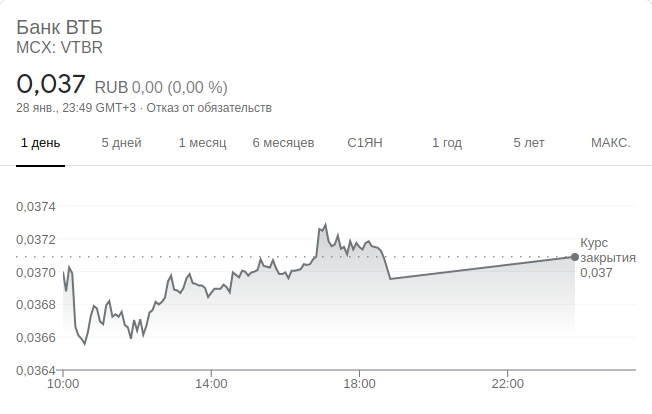 Банк ВТБ
MCX: VTBR
0,037 RUB 0,00 (0,00 %)
28 янв., 23:49 GMT+3 · Отказ от обязательств
1 день 5 дней 1 месяц 6 месяцев С1ЯН 1 год 5 лет МАКС.
0,0374
0,0372
0,0370
0,0368
0,0366
0,0364
Курс
закрытия
0,037
10:00 14:00 18:00 22:00